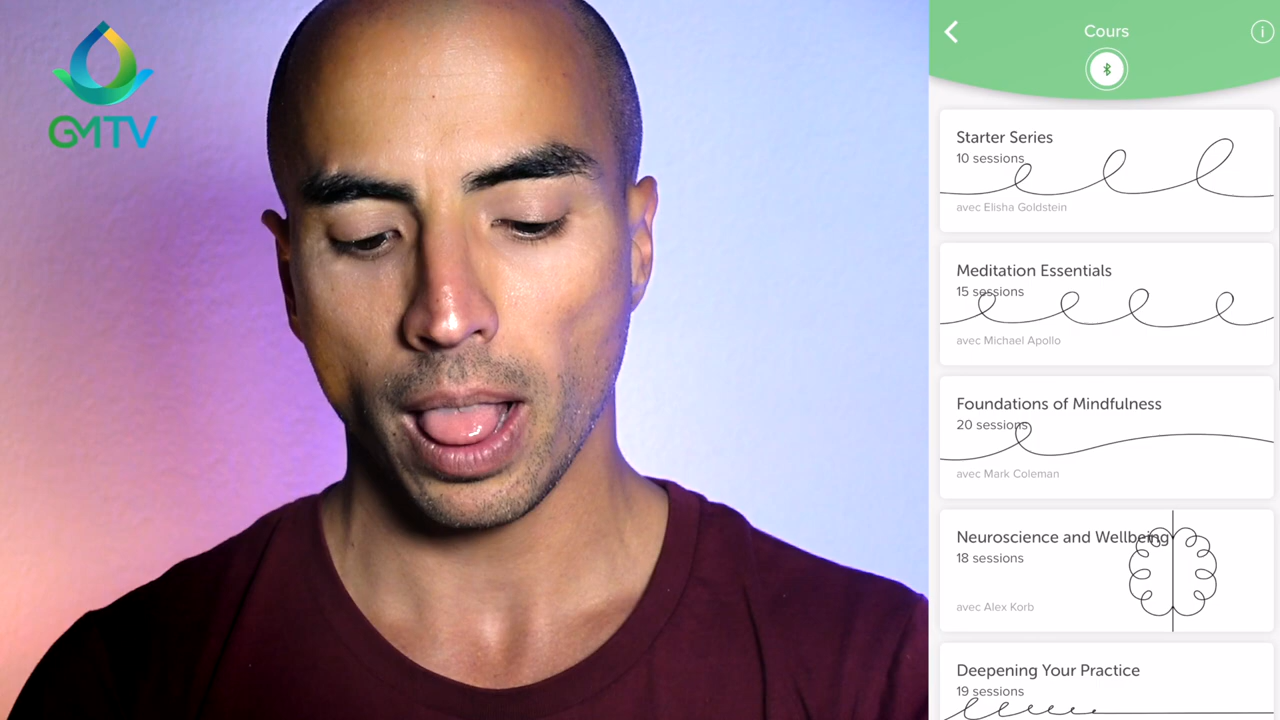 GMTV
Cours
Starter Series
10 sessions
avec Elisha Goldstein
Meditation Essentials
15 sessions
avec Michael Apollo
Foundations of Mindfulness
20 sessions
avec Mark Coleman
Neuroscience and Wellbeing
18 sessions
avec Alex Korb
Deepening Your Practice
19 sessions